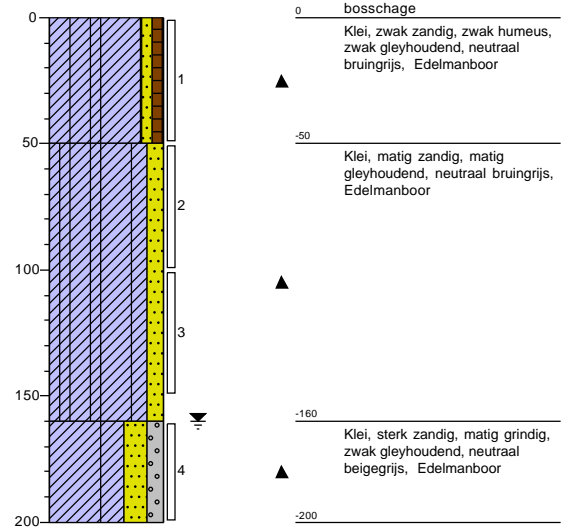 0
50
100
150
200
1
2
3
4
0
bosschage
Klei, zwak zandig, zwak humeus,
zwak gleyhoudend, neutraal
bruingrijs, Edelmanboor
-50
Klei, matig zandig, matig
gleyhoudend, neutraal bruingrijs,
Edelmanboor
-160
Klei, sterk zandig, matig grindig,
zwak gleyhoudend, neutraal
beigegrijs, Edelmanboor
-200